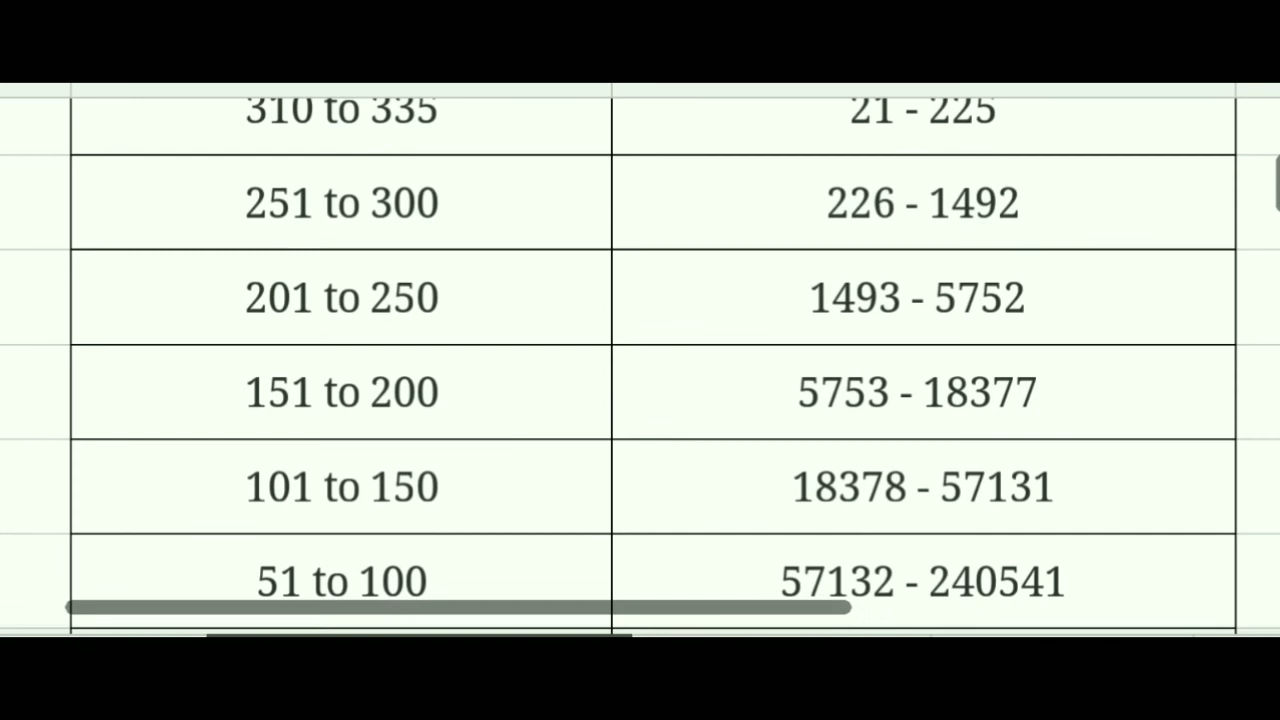 310 to 335 21 - 225
251 to 300 226 - 1492
201 to 250 1493 - 5752
151 to 200 5753 - 18377
101 to 150 18378 - 57131
51 to 100 57132 - 240541